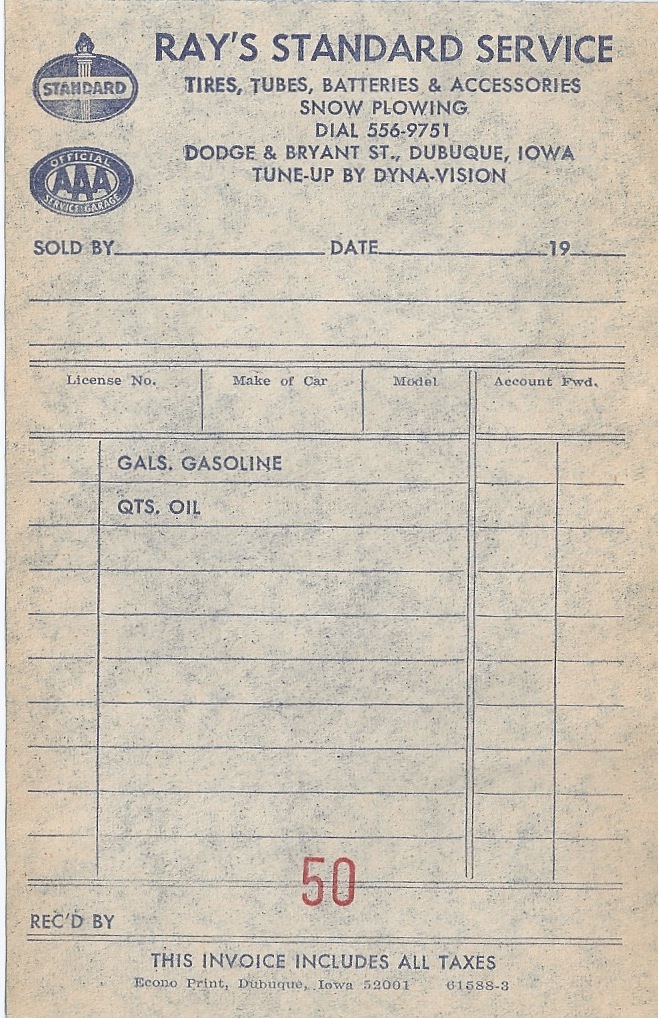 RAY'S STANDARD SERVICE
STANDARD
TIRES, TUBES, BATTERIES & ACCESSORIES
SNOW PLOWING
DIAL 556-9751
DODGE & BRYANT ST., DUBUQUE, IOWA
TUNE-UP BY DYNA-VISION
OFFICIAL
AAA
SERVICE GARAGE
SOLD BY DATE 19
License No. Make of Car Model Account Fwd.
GALS. GASOLINE
QTS. OIL
50
REC'D BY
THIS INVOICE INCLUDES ALL TAXES
Econo Print, Dubuque, Iowa 52001 61588-3